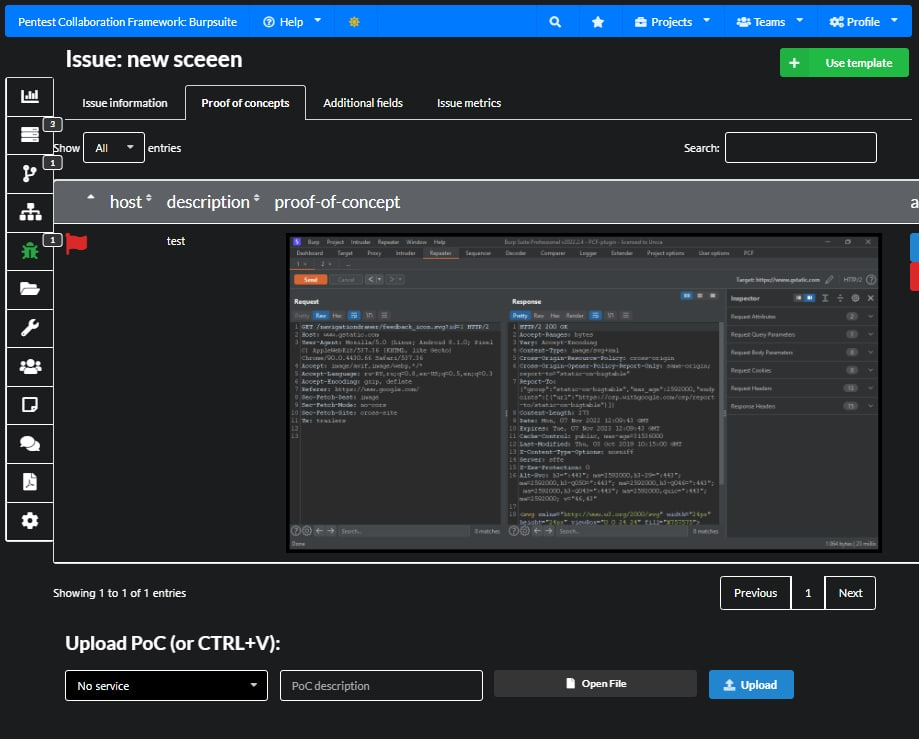 Pentest Collaboration Framework: Burpsuite Help Projects Teams Profile
Issue: new sceeen
Use template
Issue information Proof of concepts Additional fields Issue metrics
3
Show All entries Search:
1
host description proof-of-concept a
1
test
Burp Project Intruder Repeater Window Help Burp Suite Professional v2022.2.4 - PCF-plugin - licensed to
Dashboard Target Proxy Intruder Repeater Sequencer Decoder Comparer Logger Extender Project options User options PCF
1 × 2 × ...
Send Cancel < > Target: https://www.gstatic.com HTTP/2
Request
Pretty Raw Hex
1 GET /navigationdrawer/feedback_icon.svg?id=1 HTTP/2
2 Host: www.gstatic.com
3 User-Agent: Mozilla/5.0 (Linux; Android 8.1.0; Pixel
C) AppleWebKit/537.36 (KHTML, like Gecko)
Chrome/90.0.4430.66 Safari/537.36
4 Accept: image/avif,image/webp,*/*
5 Accept-Language: ru-RU,ru;q=0.8,en-US;q=0.5,en;q=0.3
6 Accept-Encoding: gzip, deflate
7 Referer: https://www.google.com/
8 Sec-Fetch-Dest: image
9 Sec-Fetch-Mode: no-cors
10 Sec-Fetch-Site: cross-site
11 Te: trailers
12
13
Search... 0 matches
Done
Response
Pretty Raw Hex Render
1 HTTP/2 200 OK
2 Accept-Ranges: bytes
3 Vary: Accept-Encoding
4 Content-Type: image/svg+xml
5 Cross-Origin-Resource-Policy: cross-origin
6 Cross-Origin-Opener-Policy-Report-Only: same-origin;
report-to="static-on-bigtable"
7 Report-To:
{"group":"static-on-bigtable","max_age":2592000,"endp
oints":[{"url":"https://csp.withgoogle.com/csp/report
-to/static-on-bigtable"}]}
8 Content-Length: 273
9 Date: Mon, 07 Nov 2022 12:09:43 GMT
10 Expires: Tue, 07 Nov 2023 12:09:43 GMT
11 Cache-Control: public, max-age=31536000
12 Last-Modified: Thu, 03 Oct 2019 10:15:00 GMT
13 X-Content-Type-Options: nosniff
14 Server: sffe
15 X-Xss-Protection: 0
16 Alt-Svc: h3=":443"; ma=2592000,h3-29=":443";
ma=2592000,h3-Q050=":443"; ma=2592000,h3-Q046=":443";
ma=2592000,h3-Q043=":443"; ma=2592000,quic=":443";
ma=2592000; v="46,43"
17
18 <svg xmlns="http://www.w3.org/2000/svg" width="24px"
height="24px" viewBox="0 0 24 24" fill="#757575">
Search... 0 matches
Inspector
Request Attributes 2
Request Query Parameters
Request Body Parameters
Request Cookies
Request Headers
Response Headers 15
1 064 bytes | 25 millis
Showing 1 to 1 of 1 entries Previous 1 Next
Upload PoC (or CTRL+V):
No service PoC description Open File Upload